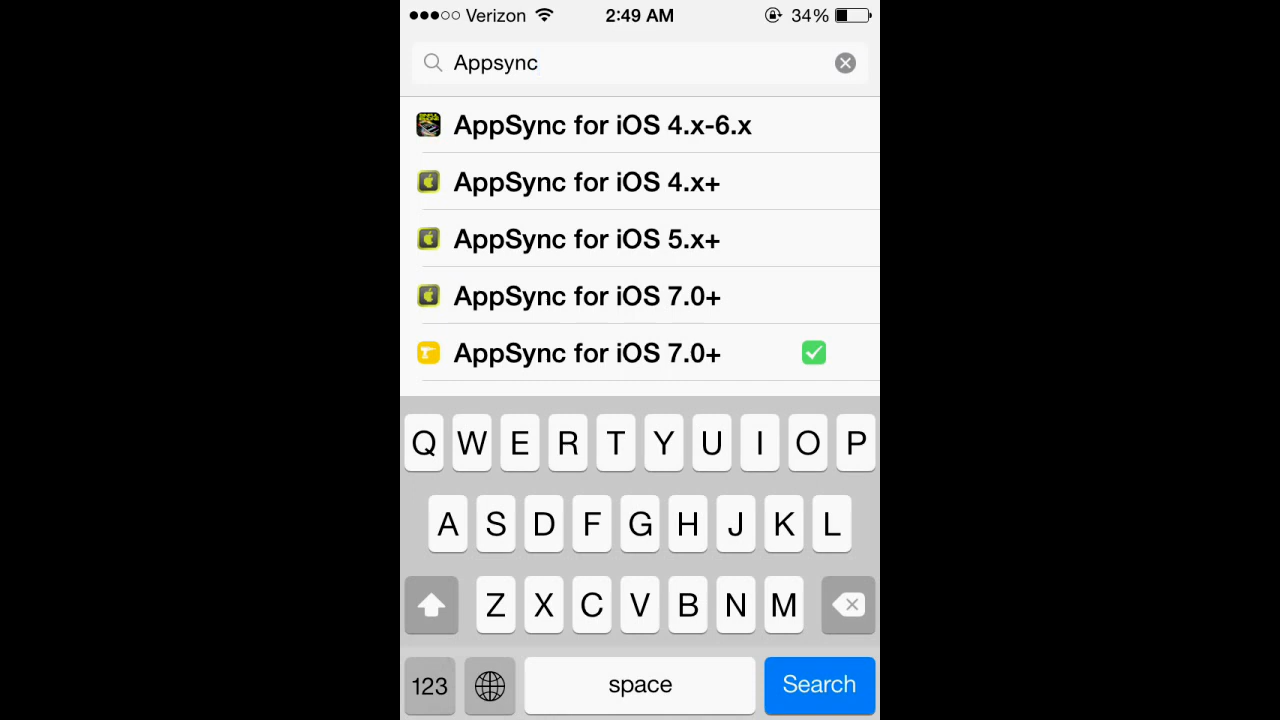 Verizon 2:49 AM 34%
Appsync
AppSync for iOS 4.x-6.x
AppSync for iOS 4.x+
AppSync for iOS 5.x+
AppSync for iOS 7.0+
AppSync for iOS 7.0+
Q W E R T Y U I O P
A S D F G H J K L
Z X C V B N M
123 space Search